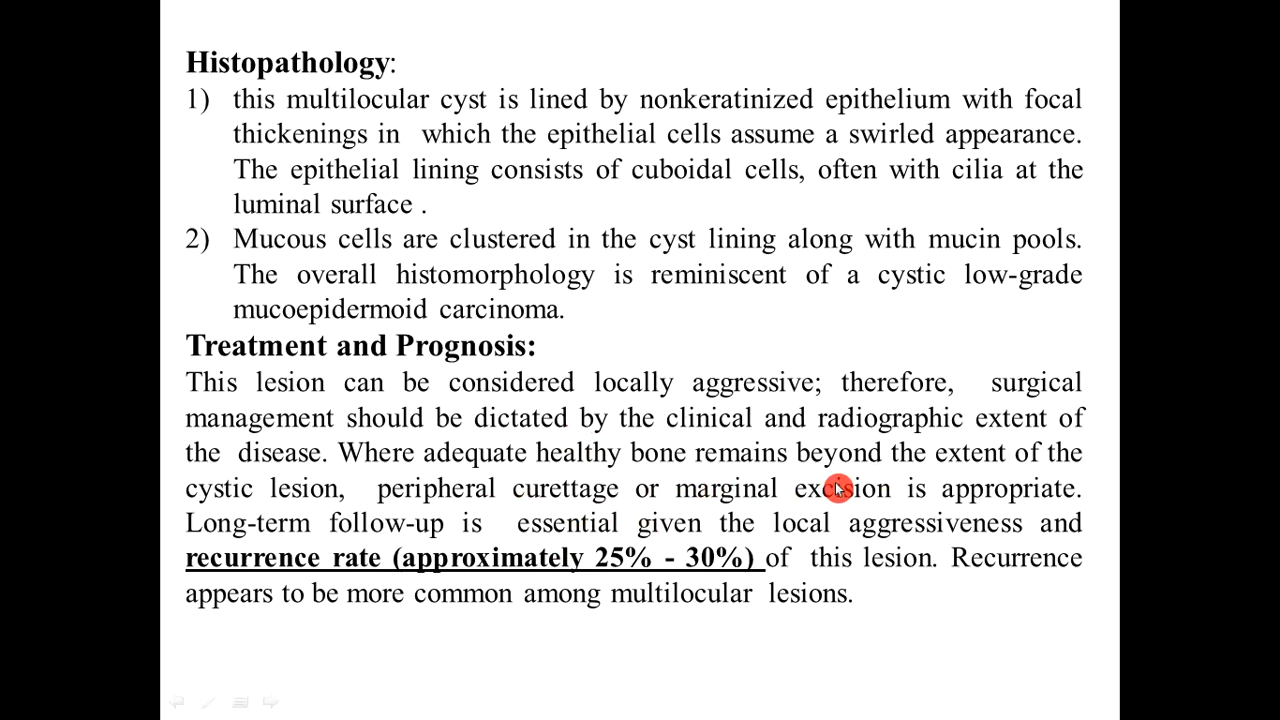 Histopathology:
1) this multilocular cyst is lined by nonkeratinized epithelium with focal
thickenings in which the epithelial cells assume a swirled appearance.
The epithelial lining consists of cuboidal cells, often with cilia at the
luminal surface .
2) Mucous cells are clustered in the cyst lining along with mucin pools.
The overall histomorphology is reminiscent of a cystic low-grade
mucoepidermoid carcinoma.
Treatment and Prognosis:
This lesion can be considered locally aggressive; therefore, surgical
management should be dictated by the clinical and radiographic extent of
the disease. Where adequate healthy bone remains beyond the extent of the
cystic lesion, peripheral curettage or marginal excision is appropriate.
Long-term follow-up is essential given the local aggressiveness and
recurrence rate (approximately 25% - 30%) of this lesion. Recurrence
appears to be more common among multilocular lesions.